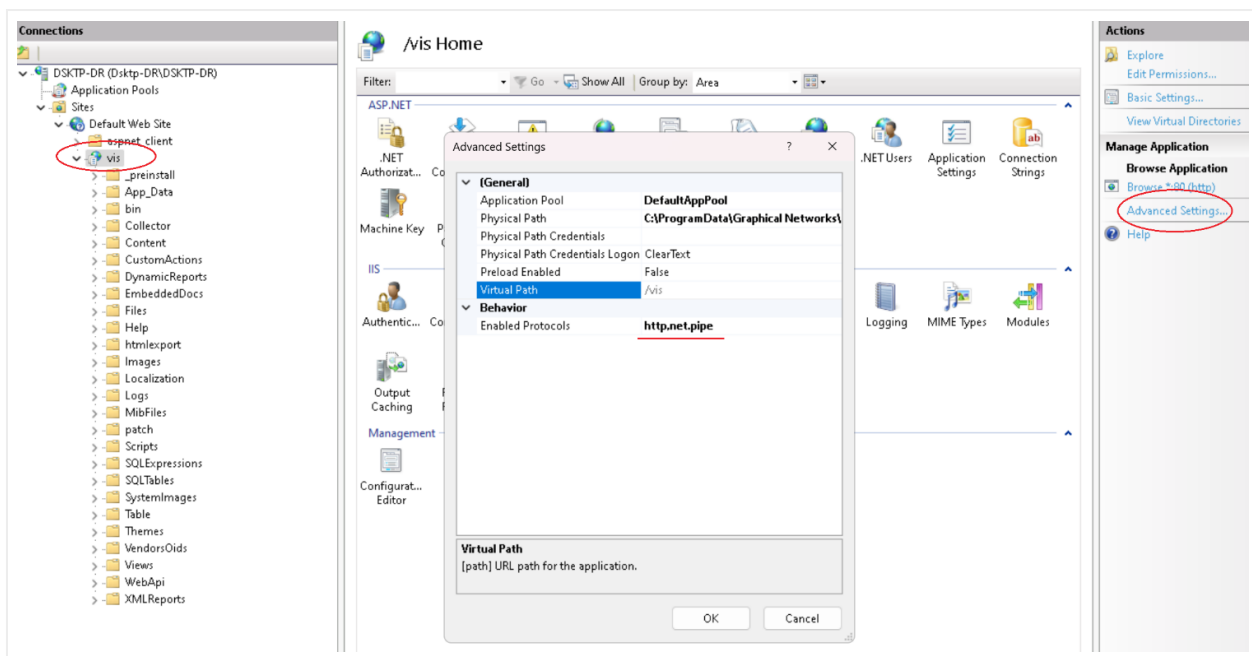 Connections
DSKTP-DR (Dsktp-DR\DSKTP-DR)
Application Pools
Sites
Default Web Site
aspnet_client
vis
_preinstall
App_Data
bin
Collector
Content
CustomActions
DynamicReports
EmbeddedDocs
Files
Help
htmlexport
Images
Localization
Logs
MibFiles
patch
Scripts
SQLExpressions
SQLTables
SystemImages
Table
Themes
VendorsOids
Views
WebApi
XMLReports
/vis Home
Filter: Go Show All Group by: Area
ASP.NET
.NET Authorizat... Co
.NET Users
Application Settings
Connection Strings
Machine Key P
IIS
Authentic... Co
Logging
MIME Types
Modules
Output Caching
Management
Configurat... Editor
Advanced Settings ? ×
(General)
Application Pool DefaultAppPool
Physical Path C:\ProgramData\Graphical Networks\
Physical Path Credentials
Physical Path Credentials Logon ClearText
Preload Enabled False
Virtual Path /vis
Behavior
Enabled Protocols http,net.pipe
Virtual Path
[path] URL path for the application.
OK Cancel
Actions
Explore
Edit Permissions...
Basic Settings...
View Virtual Directories
Manage Application
Browse Application
Browse *:80 (http)
Advanced Settings...
Help